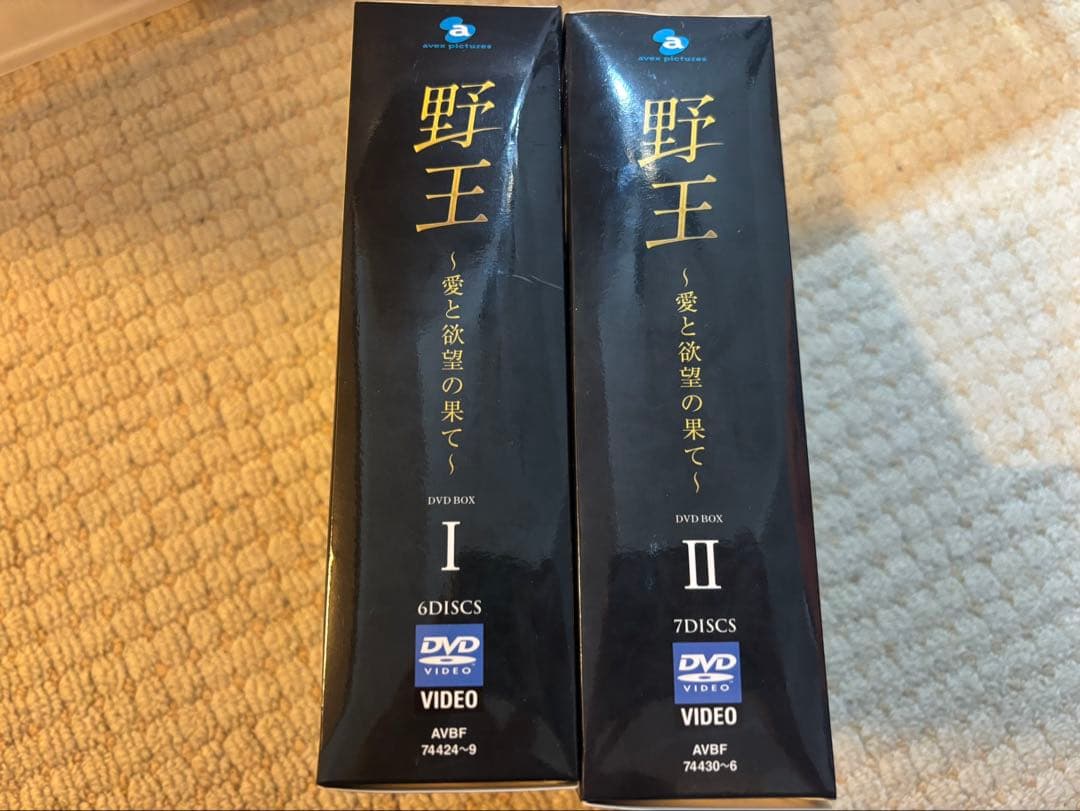 a
avex pictures
野王
～愛と欲望の果て～
DVD BOX
I
6DISCS
DVD
VIDEO
VIDEO
AVBF
74424～9
a
avex pictures
野王
～愛と欲望の果て～
DVD BOX
II
7DISCS
DVD
VIDEO
VIDEO
AVBF
74430～6